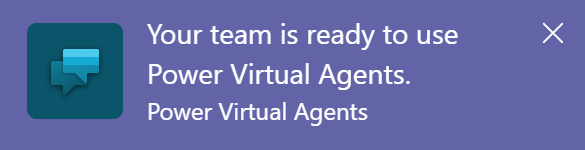 Your team is ready to use
Power Virtual Agents.
Power Virtual Agents